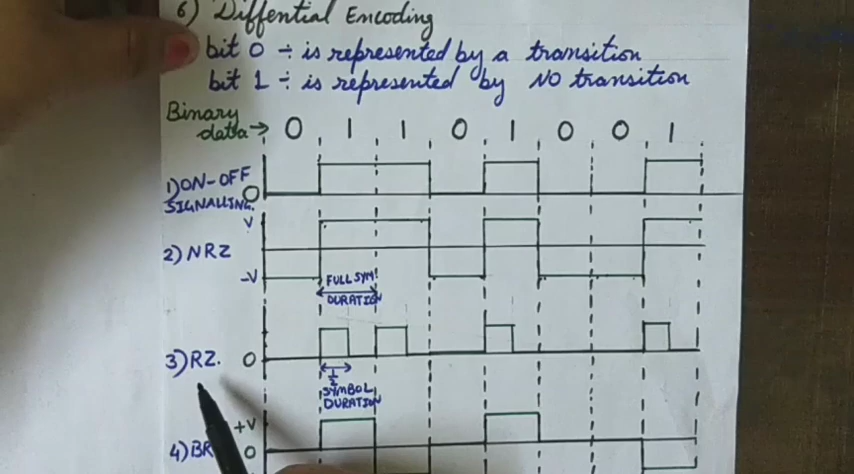 6) Diffential Encoding
bit 0 ÷ is represented by a transition
bit 1 ÷ is represented by NO transition
Binary
data → 0 1 1 0 1 0 0 1
1) ON-OFF
SIGNALLING. 0
V
2) NRZ
-V
FULL SYM!
DURATION
3) RZ. 0
1/2
SYMBOL
DURATION
+V
4) BR 0